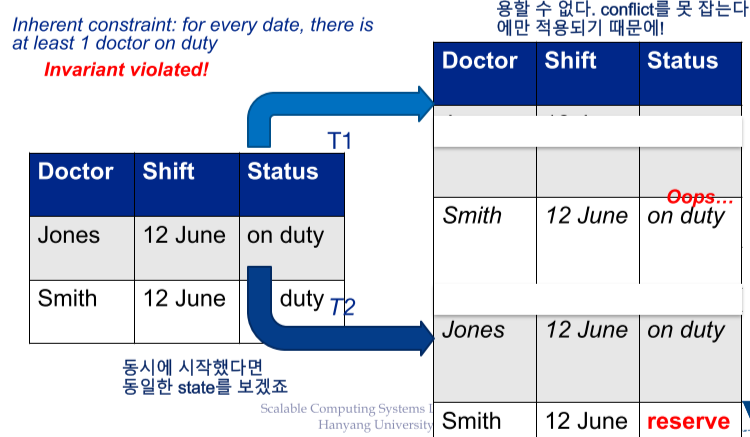 Inherent constraint: for every date, there is
at least 1 doctor on duty
Invariant violated!
용할 수 없다. conflict를 못 잡는다
에만 적용되기 때문에!
Doctor Shift Status
T1
Doctor Shift Status
Jones 12 June on duty
Smith 12 June duty
T2
Oops...
Smith 12 June on duty
Jones 12 June on duty
Smith 12 June reserve
동시에 시작했다면
동일한 state를 보겠죠
Scalable Computing Systems
Hanyang University